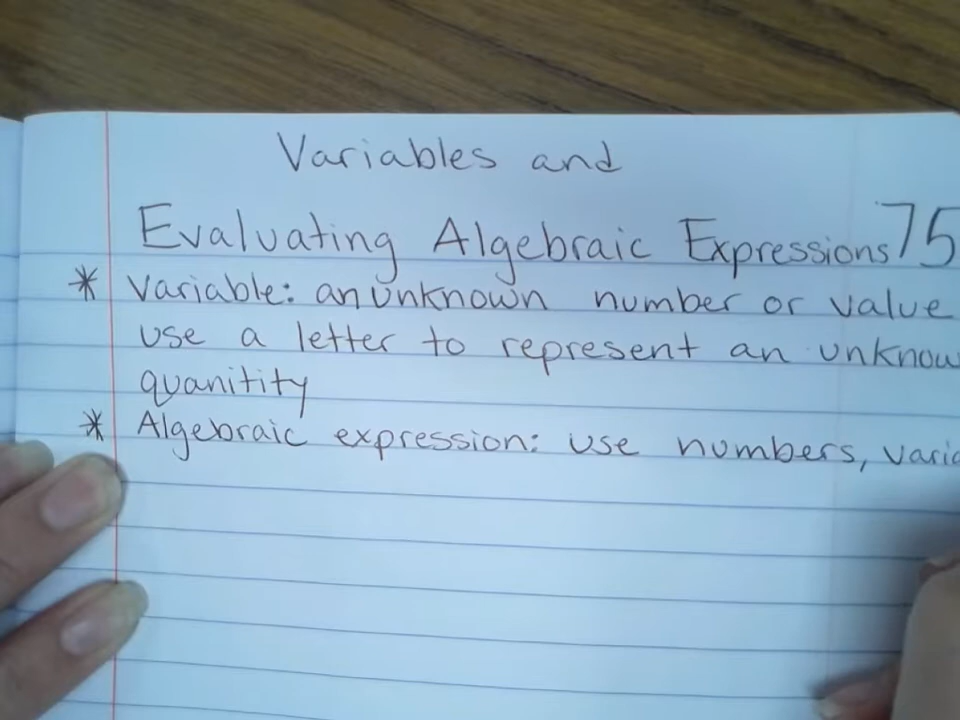 Variables and
Evaluating Algebraic Expressions 75
* Variable: an unknown number or value
use a letter to represent an unknow
quanitity
* Algebraic expression: use numbers, varia